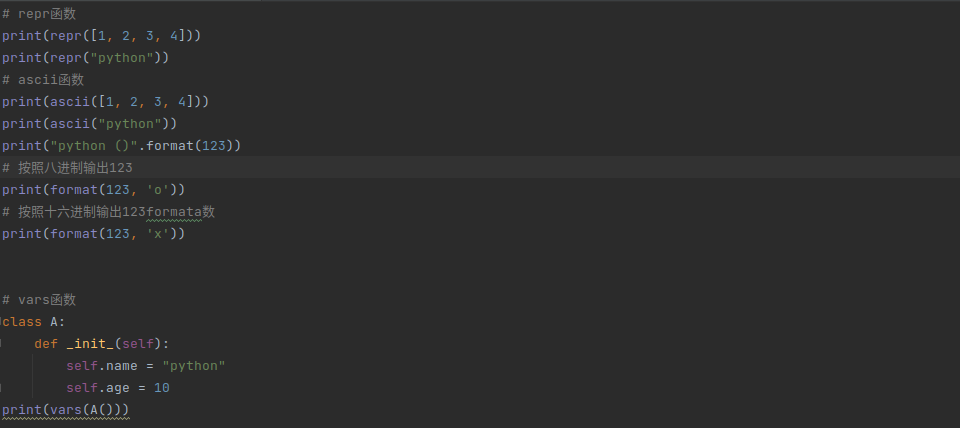 # repr函数
print(repr([1, 2, 3, 4]))
print(repr("python"))
# ascii函数
print(ascii([1, 2, 3, 4]))
print(ascii("python"))
print("python ()".format(123))
# 按照八进制输出123
print(format(123, 'o'))
# 按照十六进制输出123formata数
print(format(123, 'x'))
# vars函数
class A:
    def _init_(self):
        self.name = "python"
        self.age = 10
print(vars(A()))